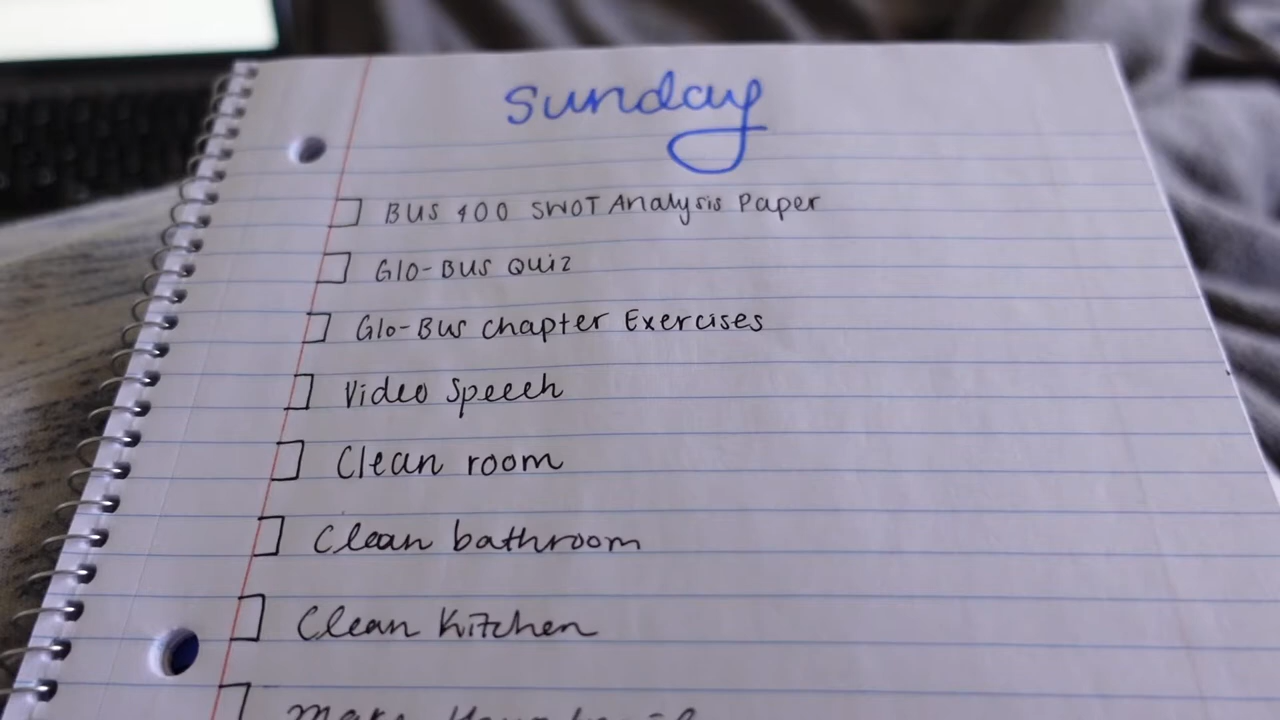 Sunday
BUS 400 SWOT Analysis Paper
Glo-Bus Quiz
Glo-Bus Chapter Exercises
Video Speech
Clean room
Clean bathroom
Clean Kitchen
Make